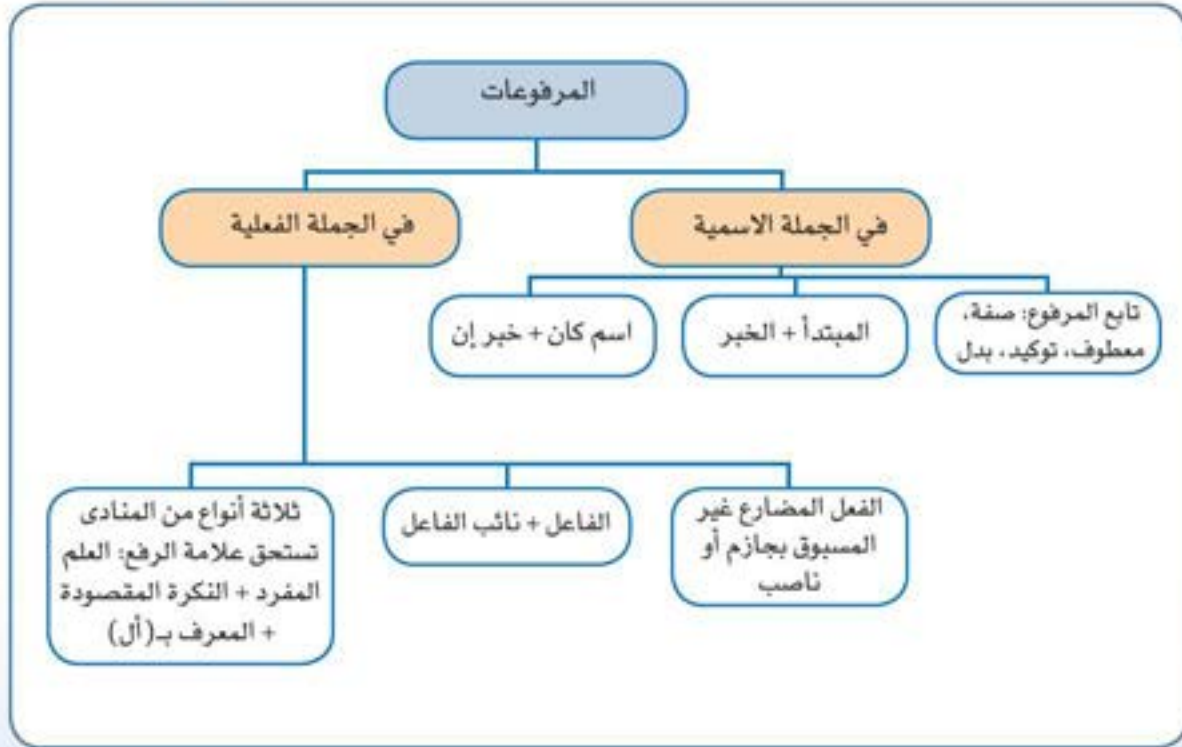 المرفوعات
في الجملة الاسمية
في الجملة الفعلية
تابع المرفوع: صفة،
معطوف، توكيد، بدل
المبتدأ + الخبر
اسم كان + خبر إن
الفعل المضارع غير
المسبوق بجازم أو
ناصب
الفاعل + نائب الفاعل
ثلاثة أنواع من المنادى
تستحق علامة الرفع: العلم
المفرد + النكرة المقصودة
+ المعرف بـ(أل)